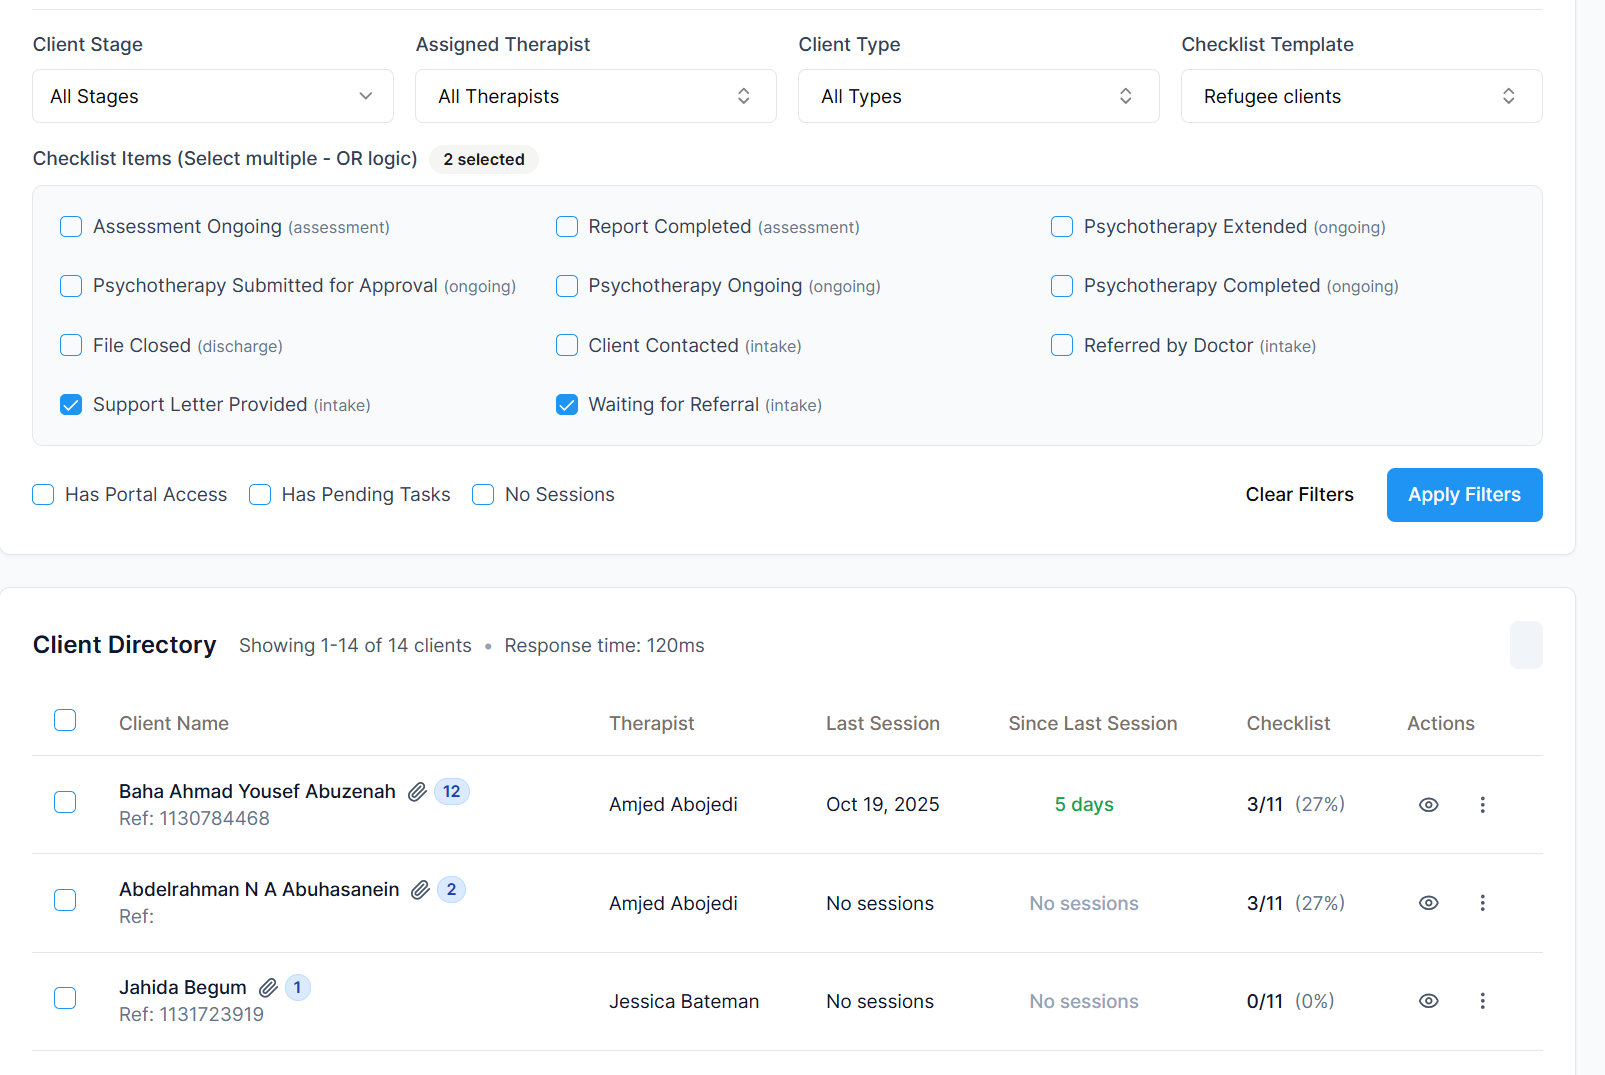 Client Stage
Assigned Therapist
Client Type
Checklist Template
All Stages
All Therapists
All Types
Refugee clients
Checklist Items (Select multiple - OR logic) 2 selected
Assessment Ongoing (assessment)
Report Completed (assessment)
Psychotherapy Extended (ongoing)
Psychotherapy Submitted for Approval (ongoing)
Psychotherapy Ongoing (ongoing)
Psychotherapy Completed (ongoing)
File Closed (discharge)
Client Contacted (intake)
Referred by Doctor (intake)
Support Letter Provided (intake)
Waiting for Referral (intake)
Has Portal Access
Has Pending Tasks
No Sessions
Clear Filters
Apply Filters
Client Directory Showing 1-14 of 14 clients • Response time: 120ms
Client Name Therapist Last Session Since Last Session Checklist Actions
Baha Ahmad Yousef Abuzenah 12
Ref: 1130784468
Amjed Abojedi Oct 19, 2025 5 days 3/11 (27%)
Abdelrahman N A Abuhasanein 2
Ref:
Amjed Abojedi No sessions No sessions 3/11 (27%)
Jahida Begum 1
Ref: 1131723919
Jessica Bateman No sessions No sessions 0/11 (0%)